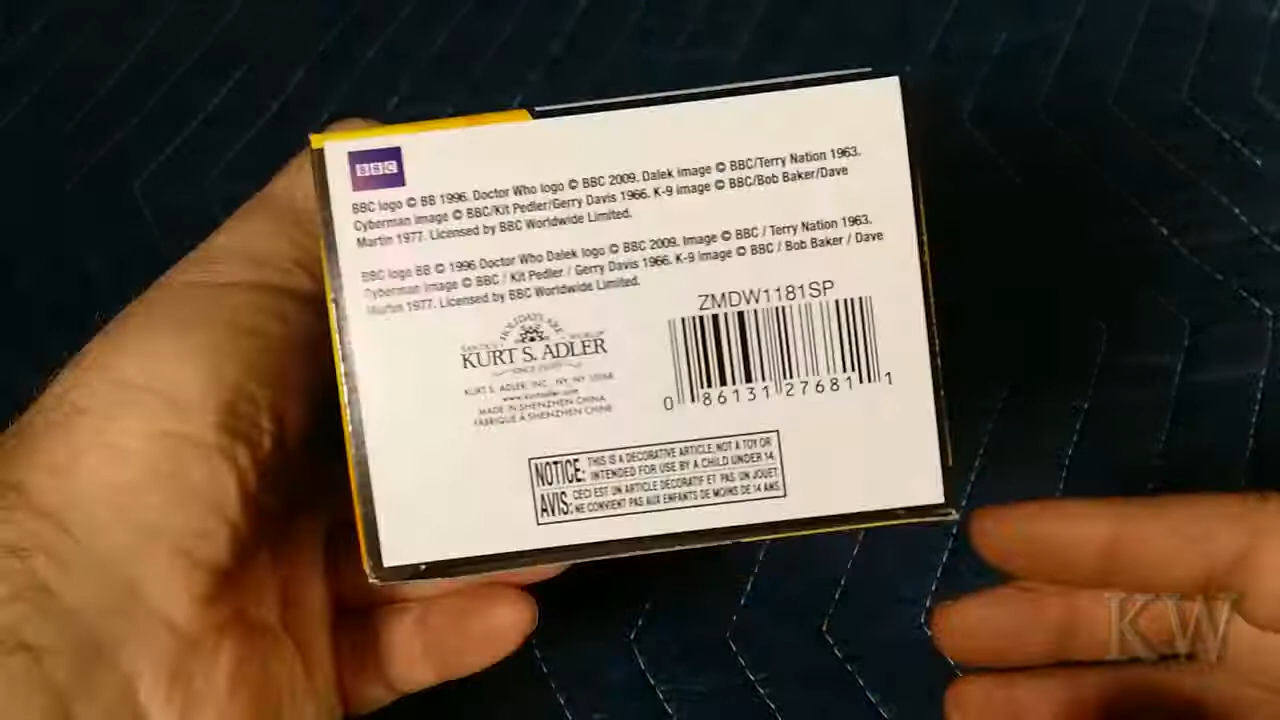 BBC
BBC logo © BB 1996. Doctor Who logo © BBC 2009. Dalek image © BBC/Terry Nation 1963.
Cyberman image © BBC/Kit Pedler/Gerry Davis 1966. K-9 image © BBC/Bob Baker/Dave
Martin 1977. Licensed by BBC Worldwide Limited.
BBC logo BB © 1996 Doctor Who Dalek logo © BBC 2009. Image © BBC / Terry Nation 1963.
Cyberman Image © BBC / Kit Pedler / Gerry Davis 1966. K-9 Image © BBC / Bob Baker / Dave
Martin 1977. Licensed by BBC Worldwide Limited.
ZMDW1181SP
HOLIDAYS ARE
KURT S. ADLER
KURT S. ADLER, INC., NY, NY
www.kurtadler.com
MADE IN SHENZHEN CHINA
FABRIQUÉ À SHENZHEN CHINE
0 86131 27681 1
NOTICE: THIS IS A DECORATIVE ARTICLE, NOT A TOY OR
INTENDED FOR USE BY A CHILD UNDER 14.
AVIS: CECI EST UN ARTICLE DECORATIF ET PAS UN JOUET.
NE CONVIENT PAS AUX ENFANTS DE MOINS DE 14 ANS.
KW